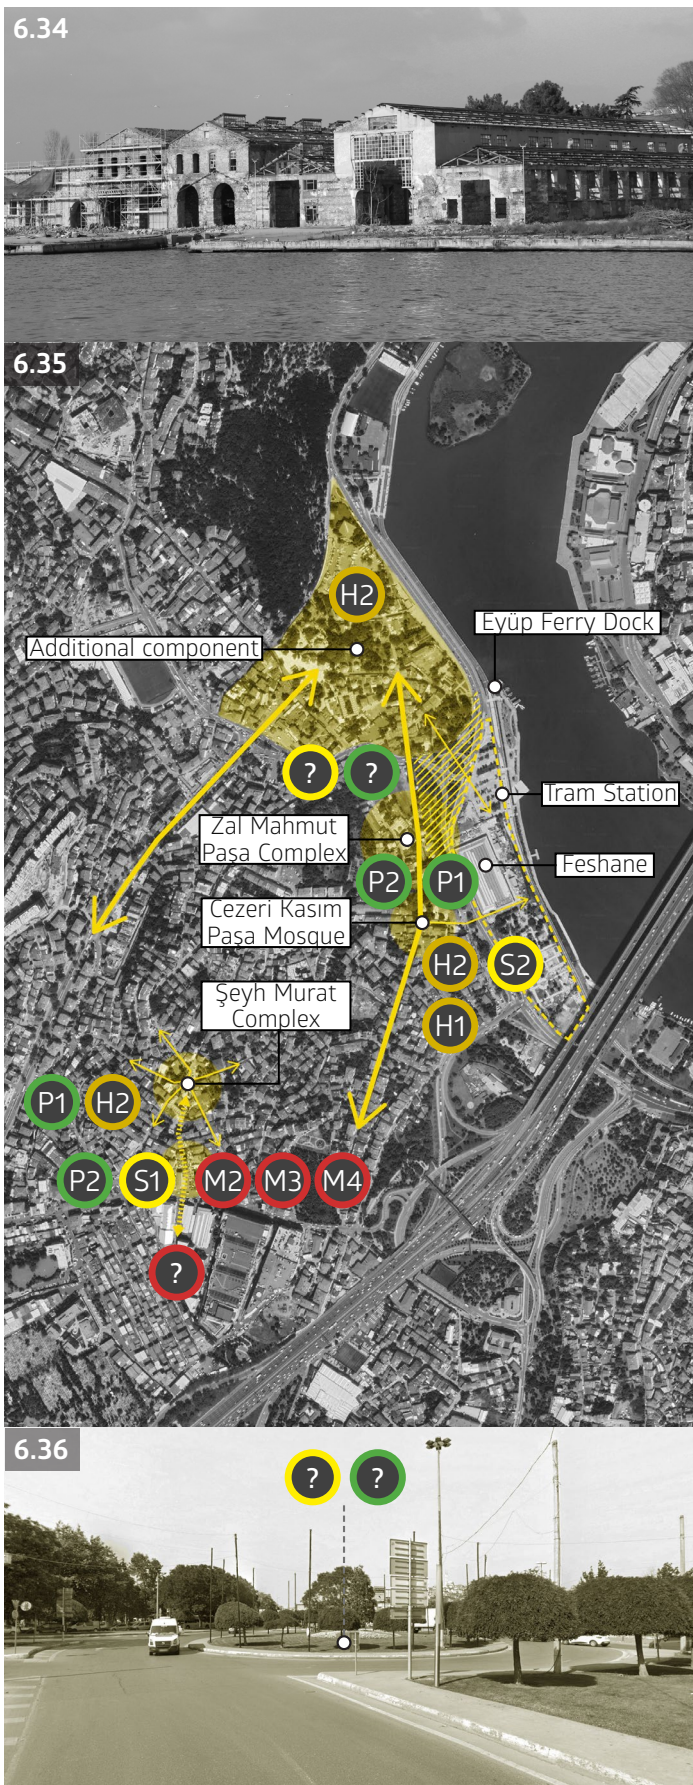 6.34
6.35
H2
Eyüp Ferry Dock
Additional component
? ?
Tram Station
Zal Mahmut
Paşa Complex
Feshane
P2 P1
Cezeri Kasım
Paşa Mosque
H2 S2
Şeyh Murat
Complex
H1
P1 H2
P2 S1 M2 M3 M4
?
6.36
? ?